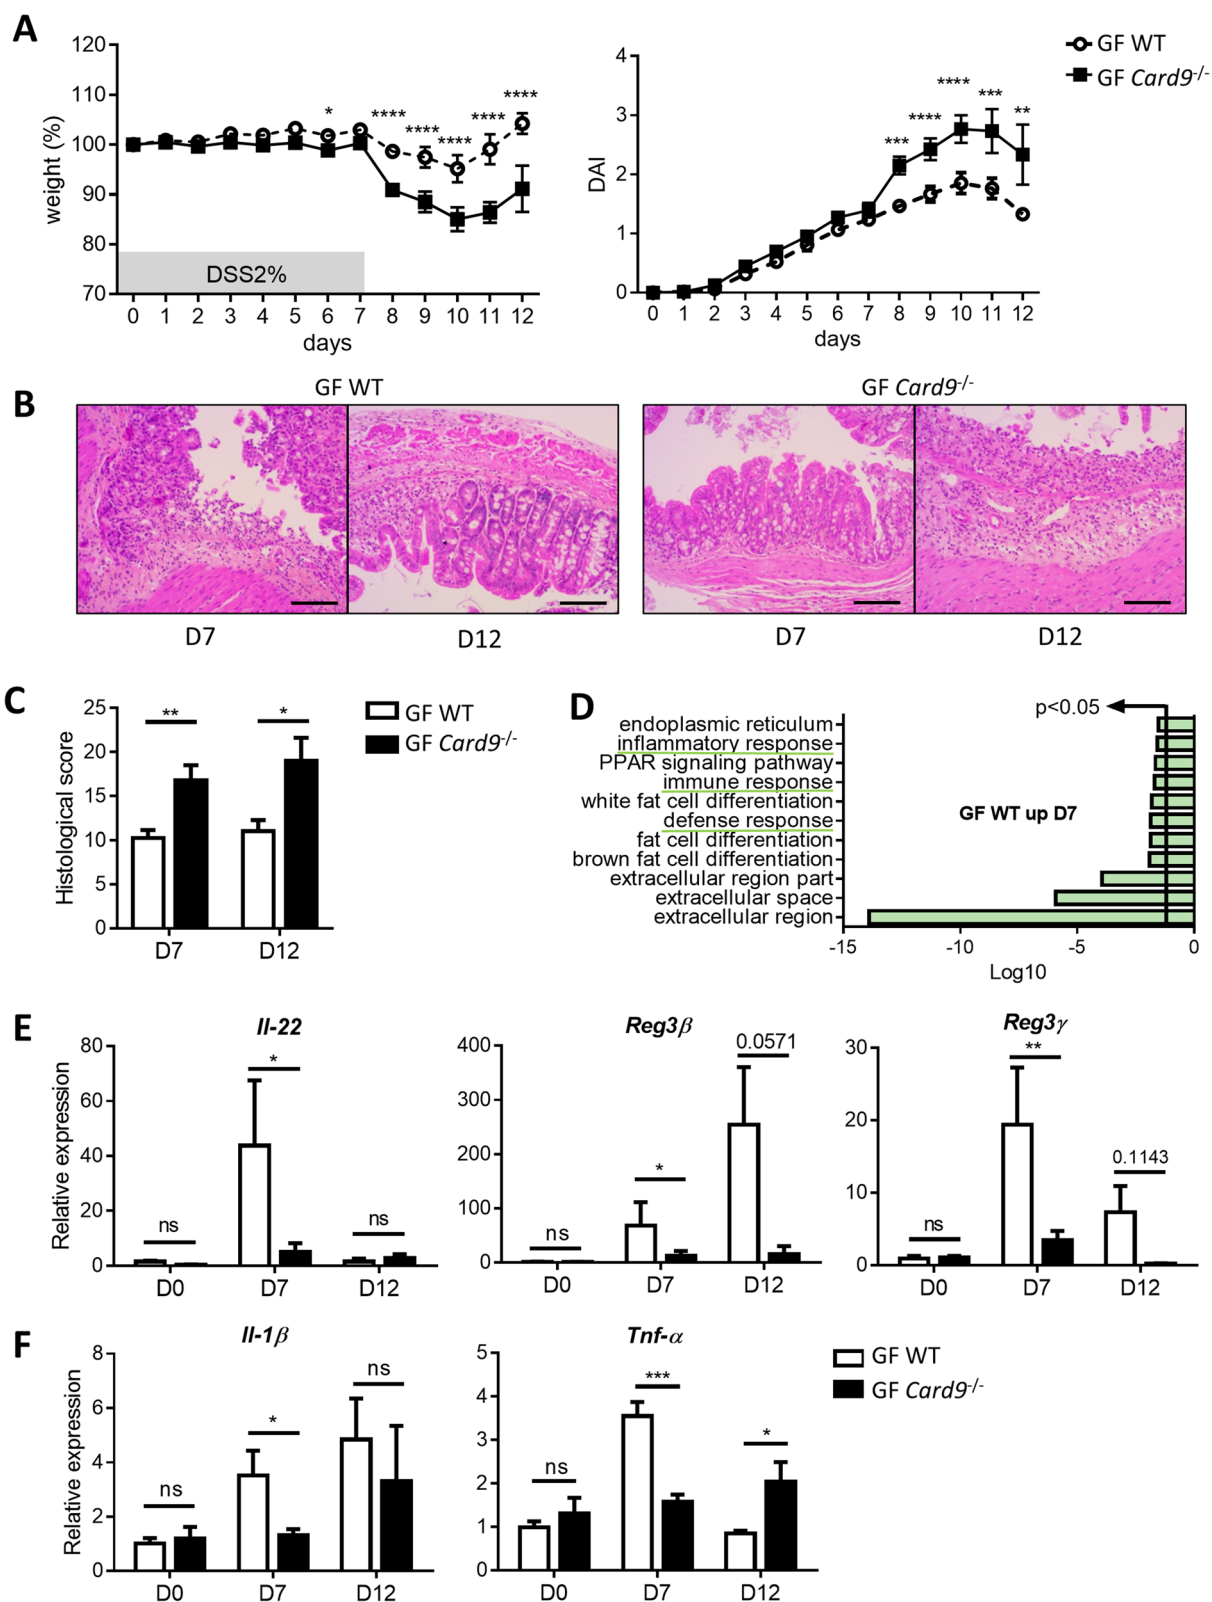 A
120
110
100
90
80
70
weight (%)
* **** **** **** **** ****
DSS2%
0 1 2 3 4 5 6 7 8 9 10 11 12
days
4
3
2
1
0
DAI
*** **** **** *** **
0 1 2 3 4 5 6 7 8 9 10 11 12
days
GF WT
GF Card9-/-
B
GF WT
GF Card9-/-
D7
D12
D7
D12
C
25
20
15
10
5
0
Histological score
**
*
D7 D12
GF WT
GF Card9-/-
D
p<0.05
endoplasmic reticulum
inflammatory response
PPAR signaling pathway
immune response
white fat cell differentiation
defense response
fat cell differentiation
brown fat cell differentiation
extracellular region part
extracellular space
extracellular region
GF WT up D7
-15 -10 -5 0
Log10
E
Il-22
80
60
40
20
0
Relative expression
ns
*
ns
D0 D7 D12
Reg3β
400
300
200
100
0
ns
*
0.0571
D0 D7 D12
Reg3γ
30
20
10
0
ns
**
0.1143
D0 D7 D12
F
Il-1β
8
6
4
2
0
Relative expression
ns
*
ns
D0 D7 D12
Tnf-α
5
4
3
2
1
0
ns
***
*
D0 D7 D12
GF WT
GF Card9-/-